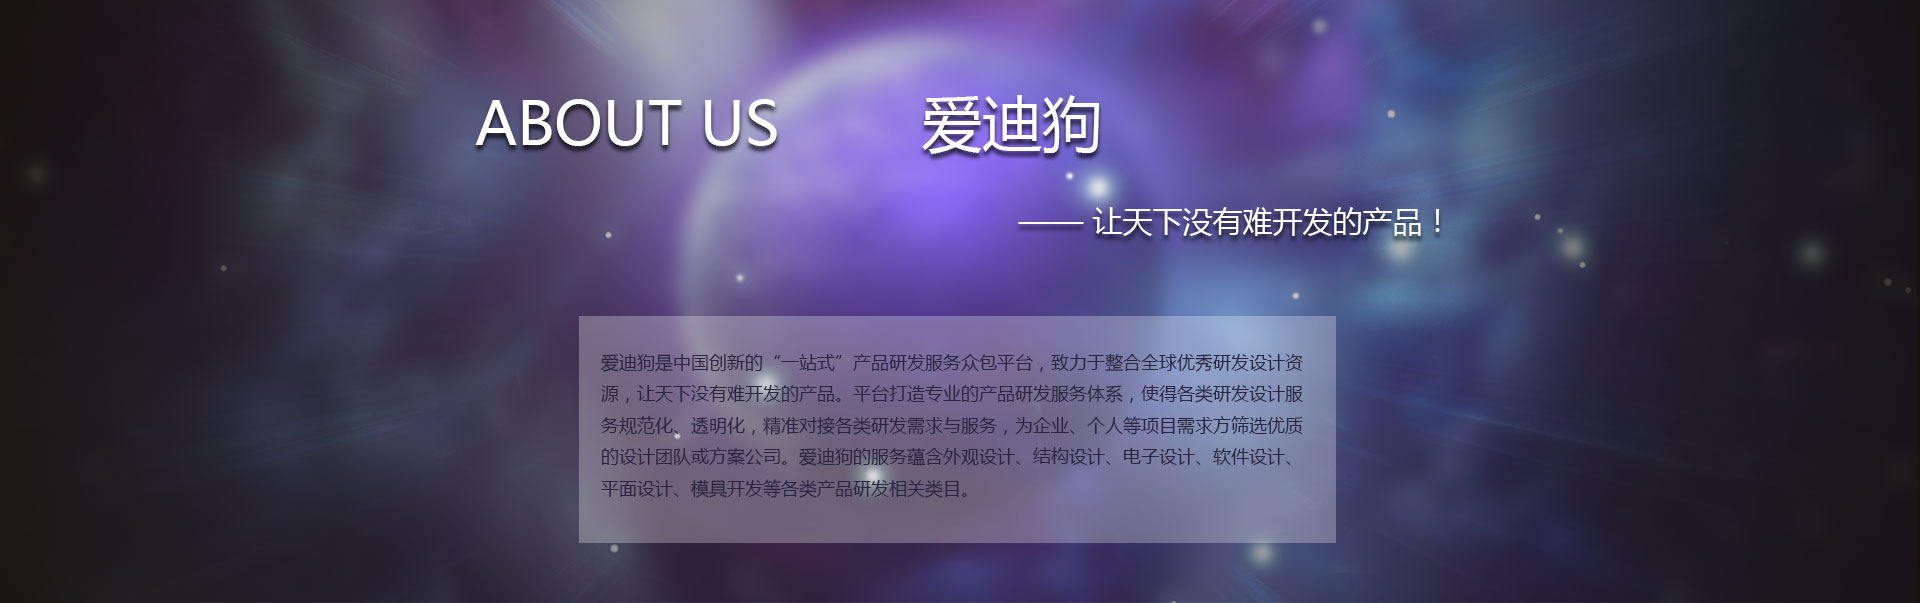 ABOUT US 爱迪狗
—— 让天下没有难开发的产品！
爱迪狗是中国创新的“一站式”产品研发服务众包平台，致力于整合全球优秀研发设计资
源，让天下没有难开发的产品。平台打造专业的产品研发服务体系，使得各类研发设计服
务规范化、透明化，精准对接各类研发需求与服务，为企业、个人等项目需求方筛选优质
的设计团队或方案公司。爱迪狗的服务蕴含外观设计、结构设计、电子设计、软件设计、
平面设计、模具开发等各类产品研发相关类目。